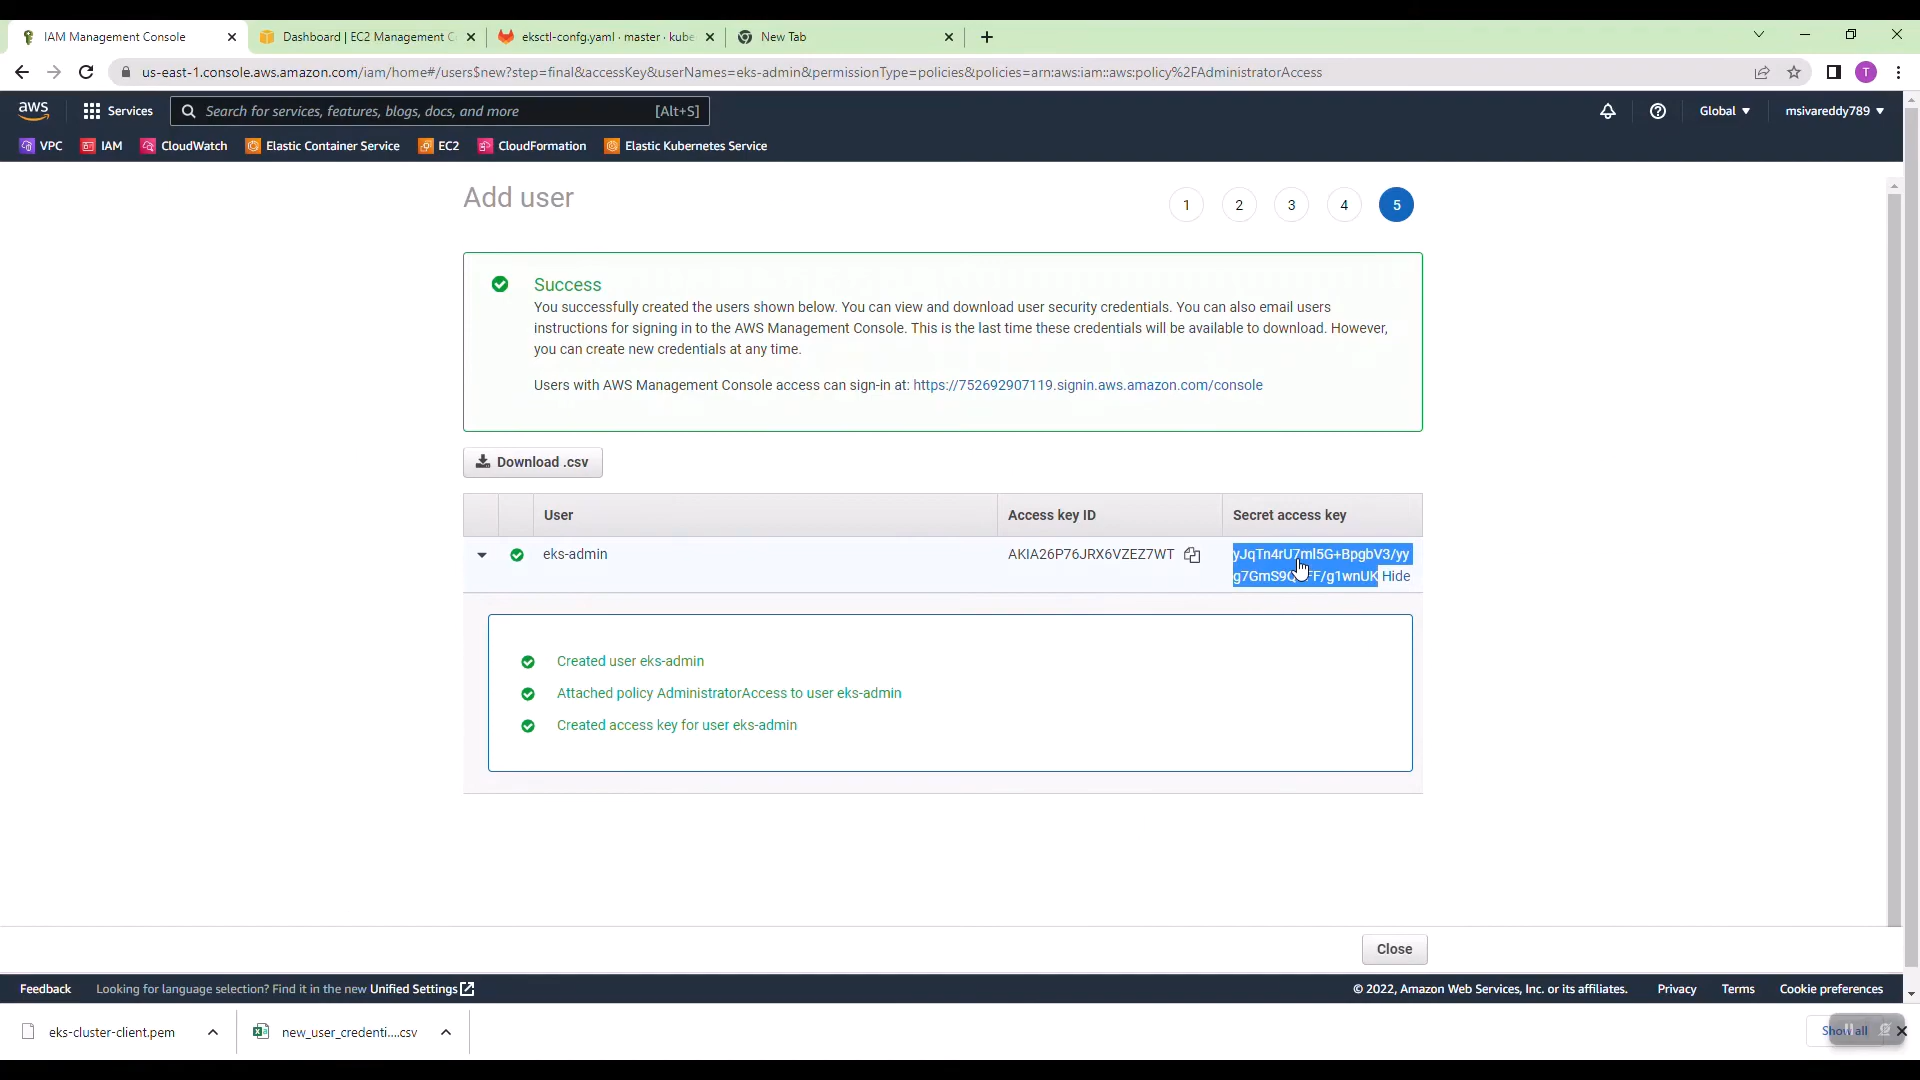 IAM Management Console
Dashboard | EC2 Management C
eksctl-confg.yaml · master · kube
New Tab
us-east-1.console.aws.amazon.com/iam/home#/users$new?step=final&accessKey&userNames=eks-admin&permissionType=policies&policies=arn:aws:iam::aws:policy%2FAdministratorAccess
T
aws
Services
Search for services, features, blogs, docs, and more
[Alt+S]
Global
msivareddy789
VPC
IAM
CloudWatch
Elastic Container Service
EC2
CloudFormation
Elastic Kubernetes Service
Add user
1
2
3
4
5
Success
You successfully created the users shown below. You can view and download user security credentials. You can also email users
instructions for signing in to the AWS Management Console. This is the last time these credentials will be available to download. However,
you can create new credentials at any time.
Users with AWS Management Console access can sign-in at: https://752692907119.signin.aws.amazon.com/console
Download .csv
User
Access key ID
Secret access key
eks-admin
AKIA26P76JRX6VZEZ7WT
Hide
Created user eks-admin
Attached policy AdministratorAccess to user eks-admin
Created access key for user eks-admin
Close
Feedback
Looking for language selection? Find it in the new Unified Settings
© 2022, Amazon Web Services, Inc. or its affiliates.
Privacy
Terms
Cookie preferences
eks-cluster-client.pem
new_user_credenti....csv
Show all